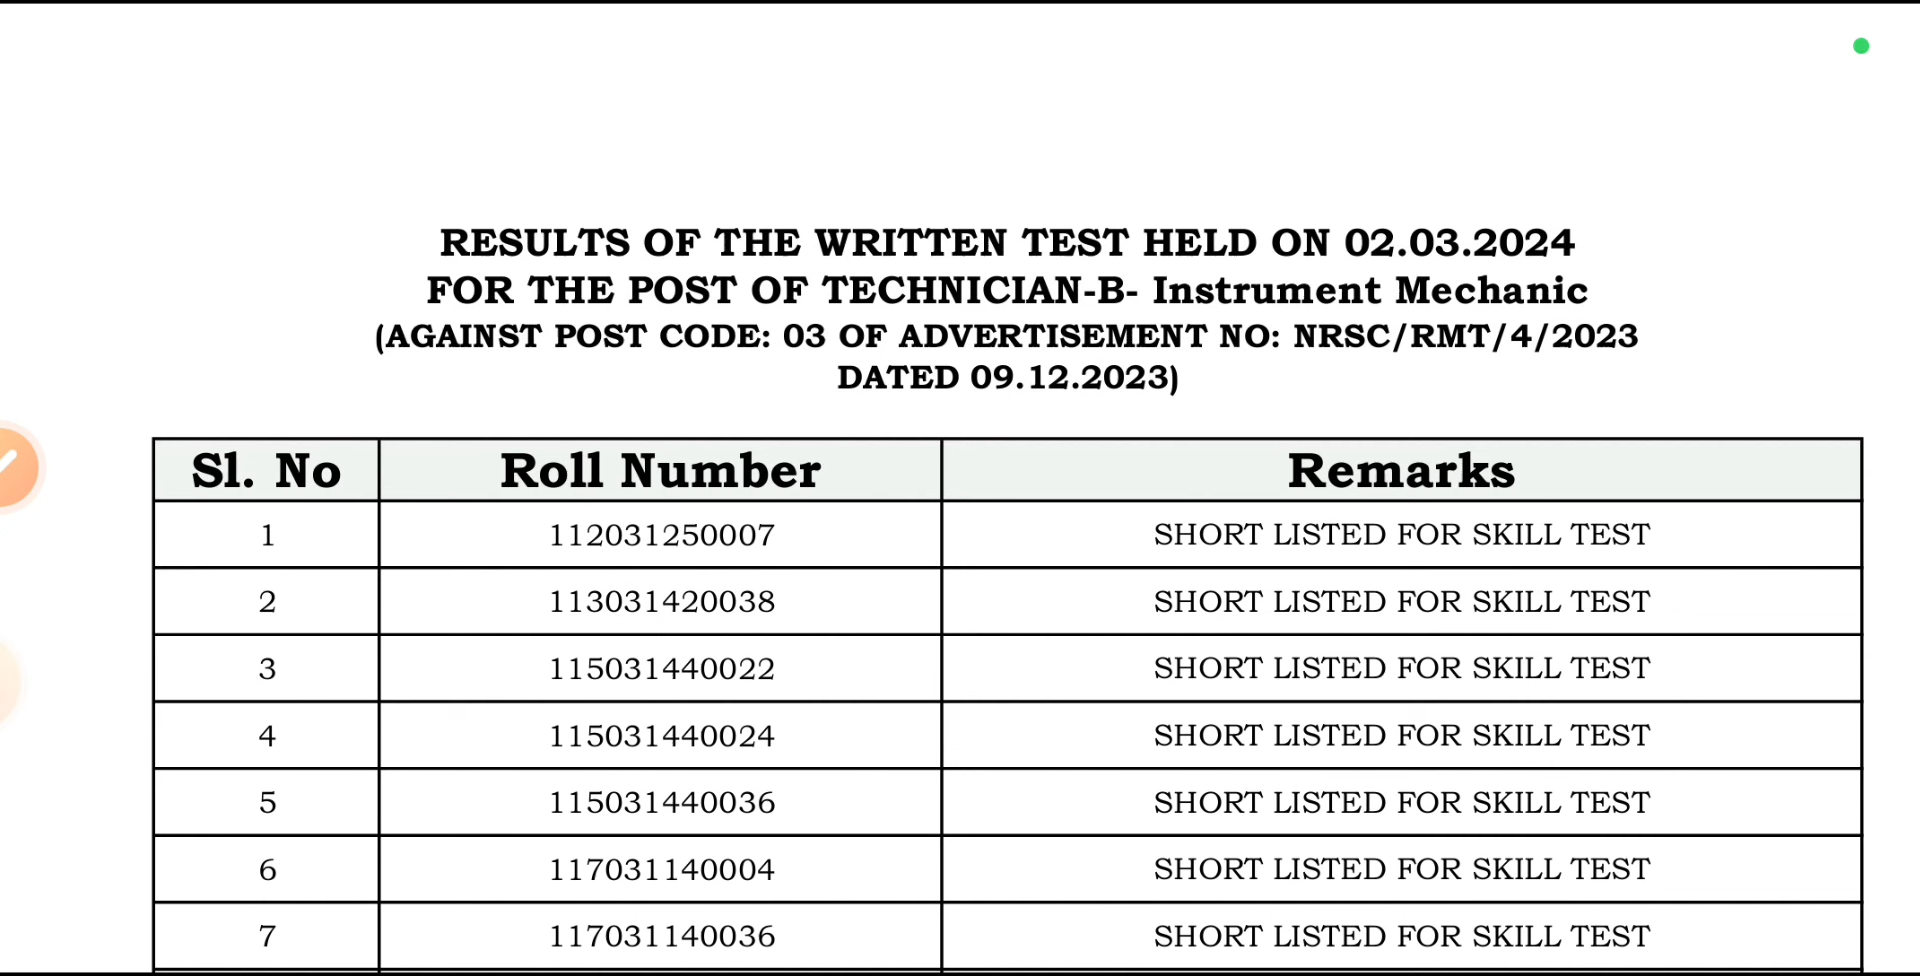 RESULTS OF THE WRITTEN TEST HELD ON 02.03.2024
FOR THE POST OF TECHNICIAN-B- Instrument Mechanic
(AGAINST POST CODE: 03 OF ADVERTISEMENT NO: NRSC/RMT/4/2023
DATED 09.12.2023)
Sl. No Roll Number Remarks
1 112031250007 SHORT LISTED FOR SKILL TEST
2 113031420038 SHORT LISTED FOR SKILL TEST
3 115031440022 SHORT LISTED FOR SKILL TEST
4 115031440024 SHORT LISTED FOR SKILL TEST
5 115031440036 SHORT LISTED FOR SKILL TEST
6 117031140004 SHORT LISTED FOR SKILL TEST
7 117031140036 SHORT LISTED FOR SKILL TEST